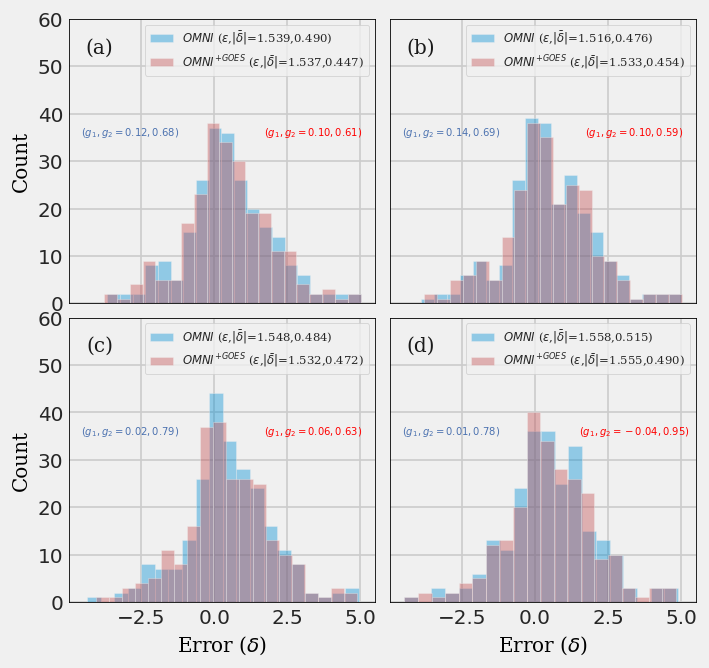 (a)
OMNI (ε,|δ̄|=1.539,0.490)
OMNI⁺ᴳᴼᴱˢ (ε,|δ̄|=1.537,0.447)
(g₁, g₂ = 0.12, 0.68)
(g₁, g₂ = 0.10, 0.61)
Count
60
50
40
30
20
10
0
(b)
OMNI (ε,|δ̄|=1.516,0.476)
OMNI⁺ᴳᴼᴱˢ (ε,|δ̄|=1.533,0.454)
(g₁, g₂ = 0.14, 0.69)
(g₁, g₂ = 0.10, 0.59)
(c)
OMNI (ε,|δ̄|=1.548,0.484)
OMNI⁺ᴳᴼᴱˢ (ε,|δ̄|=1.532,0.472)
(g₁, g₂ = 0.02, 0.79)
(g₁, g₂ = 0.06, 0.63)
Count
60
50
40
30
20
10
0
−2.5 0.0 2.5 5.0
Error (δ)
(d)
OMNI (ε,|δ̄|=1.558,0.515)
OMNI⁺ᴳᴼᴱˢ (ε,|δ̄|=1.555,0.490)
(g₁, g₂ = 0.01, 0.78)
(g₁, g₂ = −0.04, 0.95)
−2.5 0.0 2.5 5.0
Error (δ)